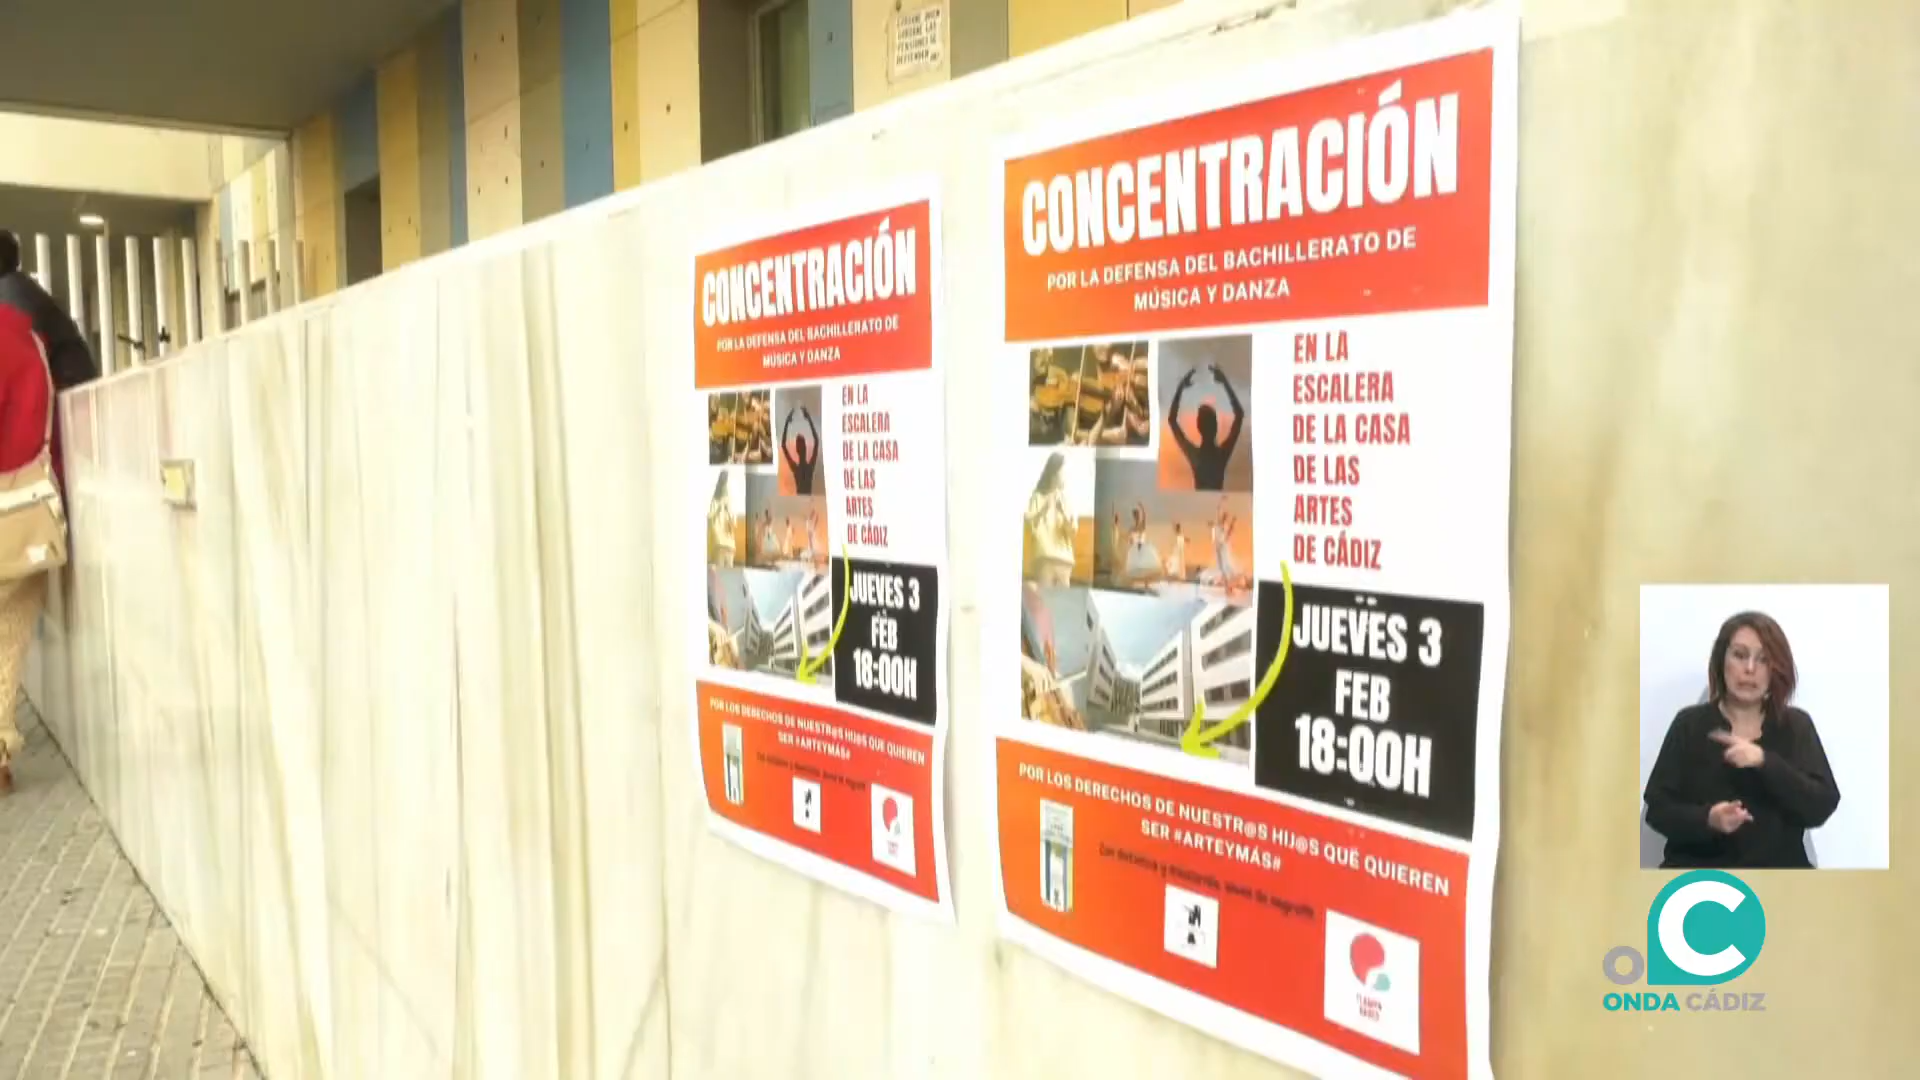 CONCENTRACIÓN
POR LA DEFENSA DEL BACHILLERATO DE
MÚSICA Y DANZA
EN LA
ESCALERA
DE LA CASA
DE LAS
ARTES
DE CÁDIZ
JUEVES 3
FEB
18:00H
POR LOS DERECHOS DE NUESTR@S HIJ@S QUE QUIEREN
SER #ARTEYMÁS#
CONCENTRACIÓN
POR LA DEFENSA DEL BACHILLERATO DE
MÚSICA Y DANZA
EN LA
ESCALERA
DE LA CASA
DE LAS
ARTES
DE CÁDIZ
JUEVES 3
FEB
18:00H
POR LOS DERECHOS DE NUESTR@S HIJ@S QUE QUIEREN
SER #ARTEYMÁS#
ONDA CÁDIZ